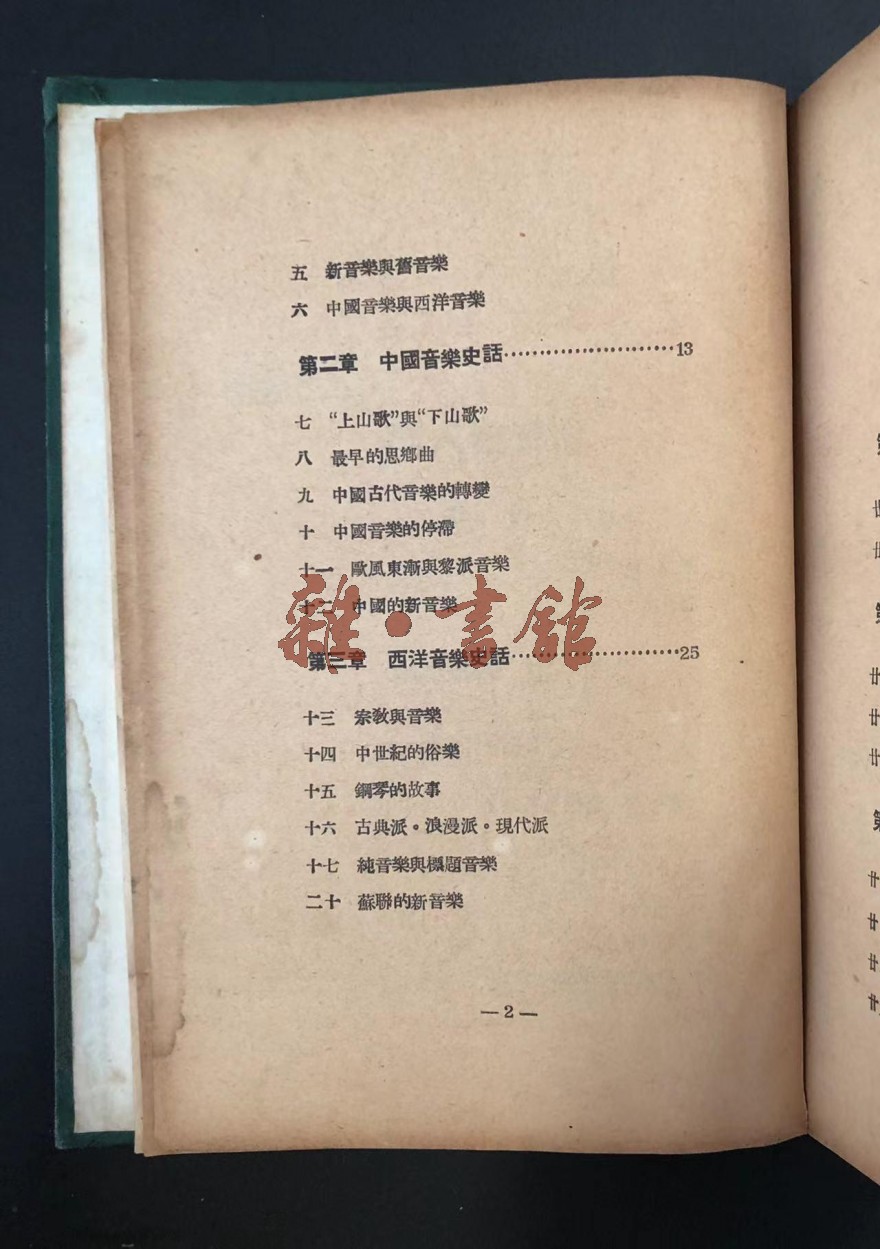 五　新音樂與舊音樂
六　中國音樂與西洋音樂
第二章　中國音樂史話························13
七　“上山歌”與“下山歌”
八　最早的思鄉曲
九　中國古代音樂的轉變
十　中國音樂的停滯
十一　歐風東漸與黎派音樂
十二　中國的新音樂
雜·書館
第三章　西洋音樂史話························25
十三　宗教與音樂
十四　中世紀的俗樂
十五　鋼琴的故事
十六　古典派。浪漫派。現代派
十七　純音樂與標題音樂
二十　蘇聯的新音樂
—2—